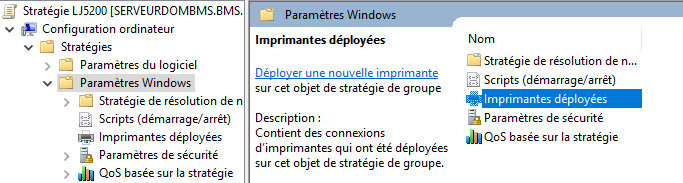 Stratégie LJ5200 [SERVEURDOMBMS.BMS.
Configuration ordinateur
Stratégies
Paramètres du logiciel
Paramètres Windows
Stratégie de résolution de n
Scripts (démarrage/arrêt)
Imprimantes déployées
Paramètres de sécurité
QoS basée sur la stratégie
Paramètres Windows
Imprimantes déployées
Déployer une nouvelle imprimante
sur cet objet de stratégie de groupe
Description :
Contient des connexions
d'imprimantes qui ont été déployées
sur cet objet de stratégie de groupe.
Nom
Stratégie de résolution de n...
Scripts (démarrage/arrêt)
Imprimantes déployées
Paramètres de sécurité
QoS basée sur la stratégie